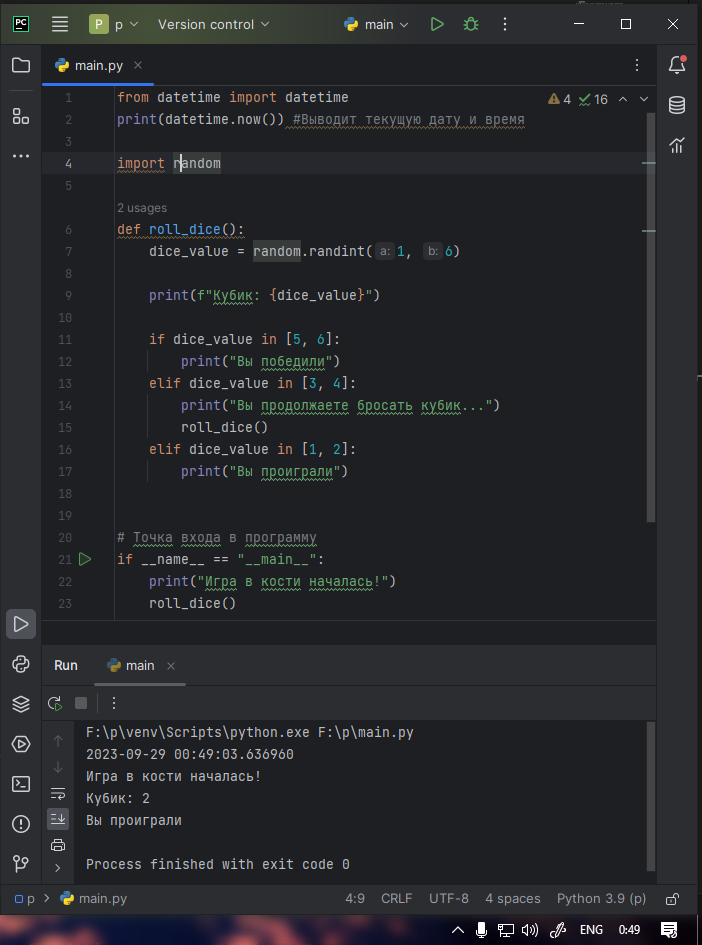 PC P p Version control main
main.py
1 from datetime import datetime 4 16
2 print(datetime.now()) #Выводит текущую дату и время
3
4 import random
5
2 usages
6 def roll_dice():
7 dice_value = random.randint( a: 1, b: 6)
8
9 print(f"Кубик: {dice_value}")
10
11 if dice_value in [5, 6]:
12 print("Вы победили")
13 elif dice_value in [3, 4]:
14 print("Вы продолжаете бросать кубик...")
15 roll_dice()
16 elif dice_value in [1, 2]:
17 print("Вы проиграли")
18
19
20 # Точка входа в программу
21 if __name__ == "__main__":
22 print("Игра в кости началась!")
23 roll_dice()
Run main
F:\p\venv\Scripts\python.exe F:\p\main.py
2023-09-29 00:49:03.636960
Игра в кости началась!
Кубик: 2
Вы проиграли
Process finished with exit code 0
p main.py 4:9 CRLF UTF-8 4 spaces Python 3.9 (p)
ENG 0:49